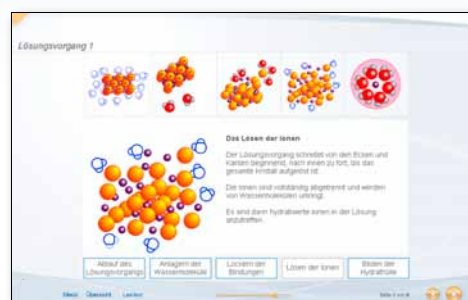 Lösungsvorgang 1
Das Lösen der Ionen
Der Lösungsvorgang schreitet von den Ecken und
Kanten beginnend, nach innen zu fort, bis das
gesamte Kristall aufgelöst ist.
Die Ionen sind vollständig abgetrennt und werden
von Wassermolekülen umringt.
Es sind dann hydratisierte Ionen in der Lösung
anzutreffen.
Ablauf des
Lösungsvorgangs
Anlagern der
Wassermoleküle
Lockern der
Bindungen
Lösen der Ionen
Bilden der
Hydrathülle
Menü Übersicht Lexikon